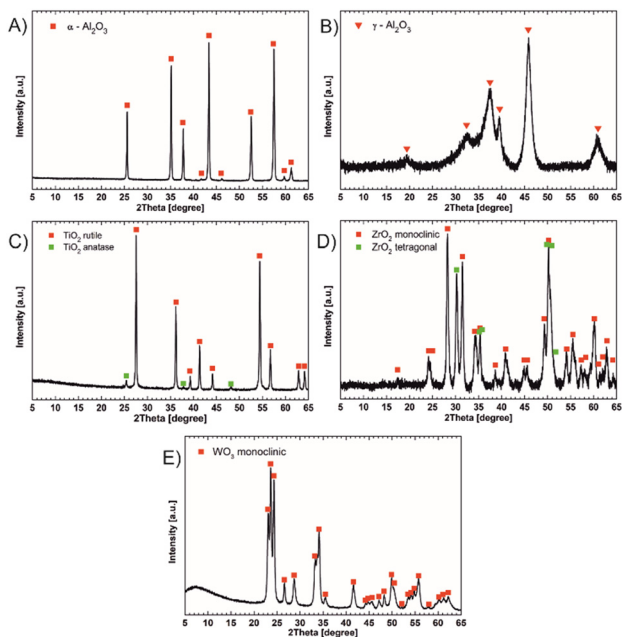 A)
α - Al2O3
Intensity [a.u.]
5 10 15 20 25 30 35 40 45 50 55 60 65
2Theta [degree]
B)
γ - Al2O3
Intensity [a.u.]
5 10 15 20 25 30 35 40 45 50 55 60 65
2Theta [degree]
C)
TiO2 rutile
TiO2 anatase
Intensity [a.u.]
5 10 15 20 25 30 35 40 45 50 55 60 65
2Theta [degree]
D)
ZrO2 monoclinic
ZrO2 tetragonal
Intensity [a.u.]
5 10 15 20 25 30 35 40 45 50 55 60 65
2Theta [degree]
E)
WO3 monoclinic
Intensity [a.u.]
5 10 15 20 25 30 35 40 45 50 55 60 65
2Theta [degree]